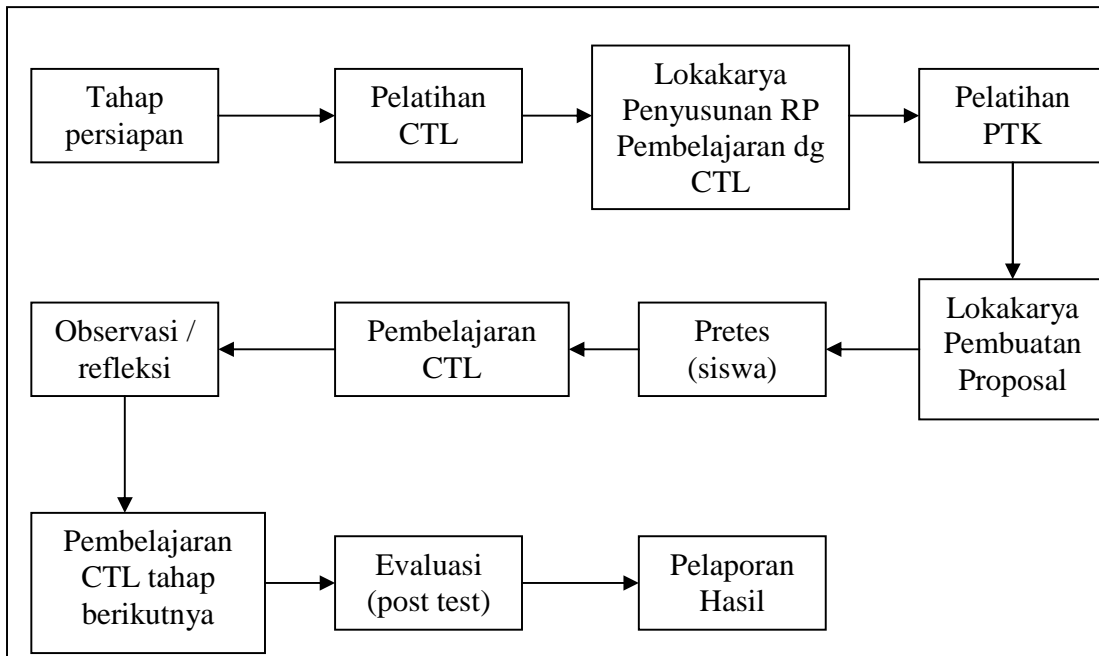 Tahap
persiapan
Pelatihan
CTL
Lokakarya
Penyusunan RP
Pembelajaran dg
CTL
Pelatihan
PTK
Lokakarya
Pembuatan
Proposal
Pretes
(siswa)
Pembelajaran
CTL
Observasi /
refleksi
Pembelajaran
CTL tahap
berikutnya
Evaluasi
(post test)
Pelaporan
Hasil